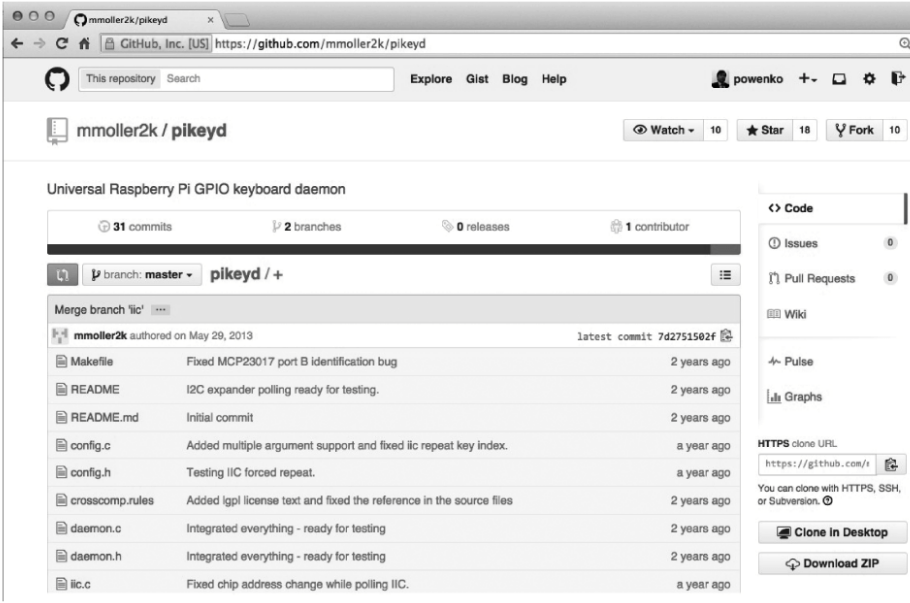 mmoller2k/pikeyd
GitHub, Inc. [US] https://github.com/mmoller2k/pikeyd
This repository Search Explore Gist Blog Help powenko
mmoller2k / pikeyd Watch 10 Star 18 Fork 10
Universal Raspberry Pi GPIO keyboard daemon
31 commits 2 branches 0 releases 1 contributor
branch: master pikeyd / +
Merge branch 'iic' ...
mmoller2k authored on May 29, 2013 latest commit 7d2751502f
Makefile Fixed MCP23017 port B identification bug 2 years ago
README I2C expander polling ready for testing. 2 years ago
README.md Initial commit 2 years ago
config.c Added multiple argument support and fixed iic repeat key index. a year ago
config.h Testing IIC forced repeat. a year ago
crosscomp.rules Added lgpl license text and fixed the reference in the source files 2 years ago
daemon.c Integrated everything - ready for testing 2 years ago
daemon.h Integrated everything - ready for testing 2 years ago
iic.c Fixed chip address change while polling IIC. a year ago
Code
Issues 0
Pull Requests 0
Wiki
Pulse
Graphs
HTTPS clone URL
https://github.com/
You can clone with HTTPS, SSH,
or Subversion.
Clone in Desktop
Download ZIP